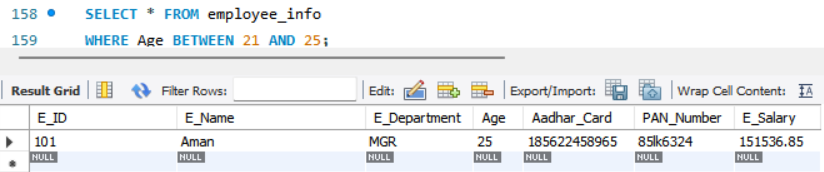 158 SELECT * FROM employee_info
159 WHERE Age BETWEEN 21 AND 25;
Result Grid Filter Rows: Edit: Export/Import: Wrap Cell Content: IA
E_ID E_Name E_Department Age Aadhar_Card PAN_Number E_Salary
101 Aman MGR 25 185622458965 85lk6324 151536.85
NULL NULL NULL NULL NULL NULL NULL